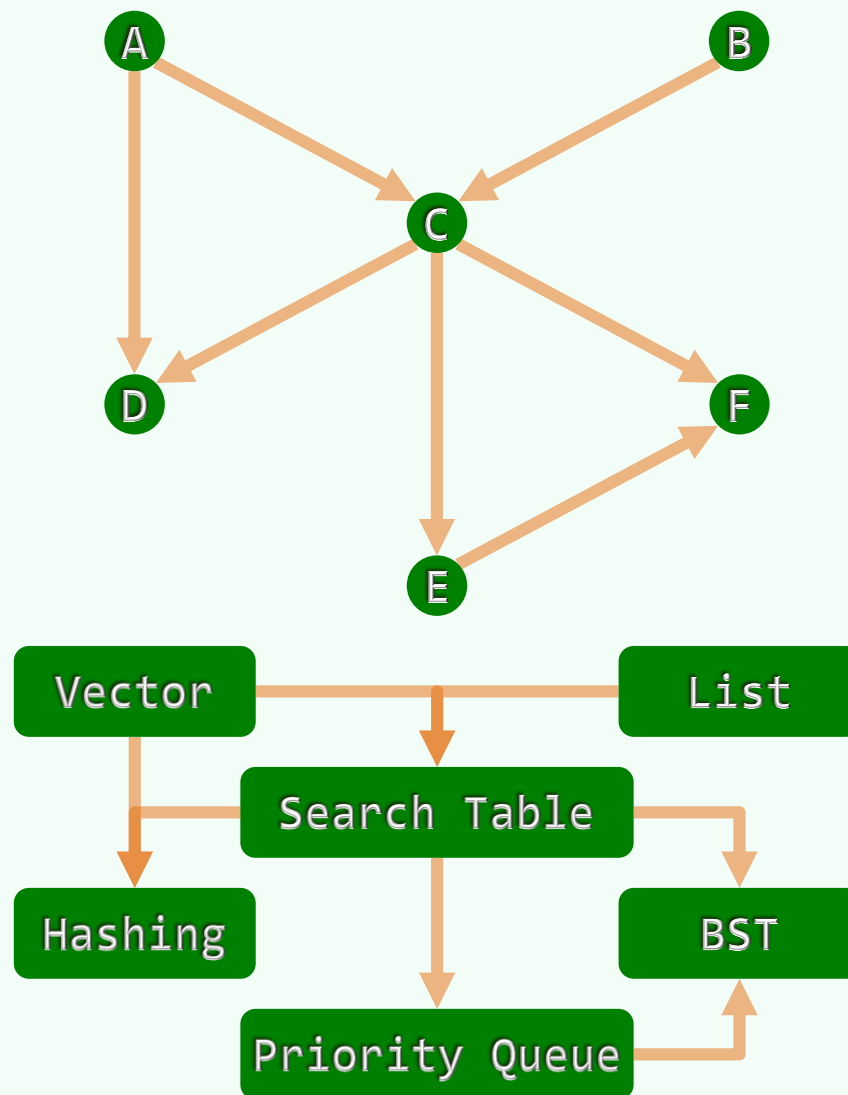 A B
C
D F
E
Vector List
Search Table
Hashing BST
Priority Queue